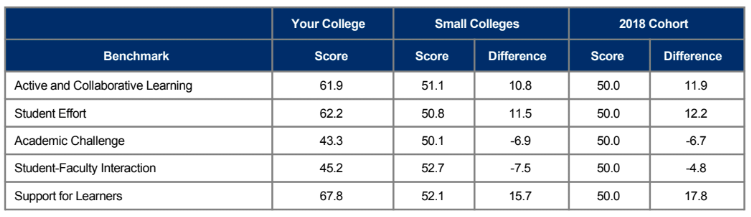 Your College Small Colleges 2018 Cohort
Benchmark Score Score Difference Score Difference
Active and Collaborative Learning 61.9 51.1 10.8 50.0 11.9
Student Effort 62.2 50.8 11.5 50.0 12.2
Academic Challenge 43.3 50.1 -6.9 50.0 -6.7
Student-Faculty Interaction 45.2 52.7 -7.5 50.0 -4.8
Support for Learners 67.8 52.1 15.7 50.0 17.8